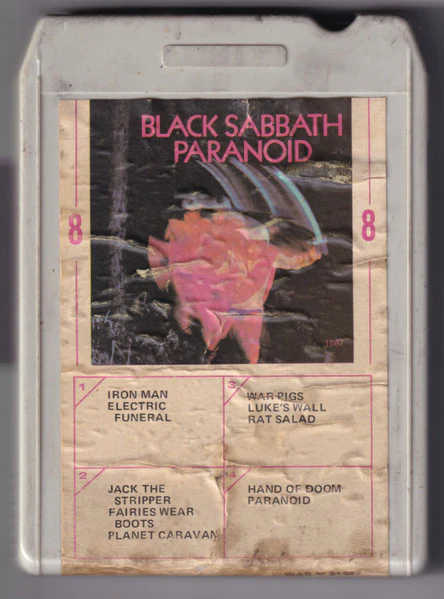 BLACK SABBATH
PARANOID
8
8
1887
1
IRON MAN
ELECTRIC
FUNERAL
2
JACK THE
STRIPPER
FAIRIES WEAR
BOOTS
PLANET CARAVAN
3
WAR PIGS
LUKE'S WALL
RAT SALAD
4
HAND OF DOOM
PARANOID